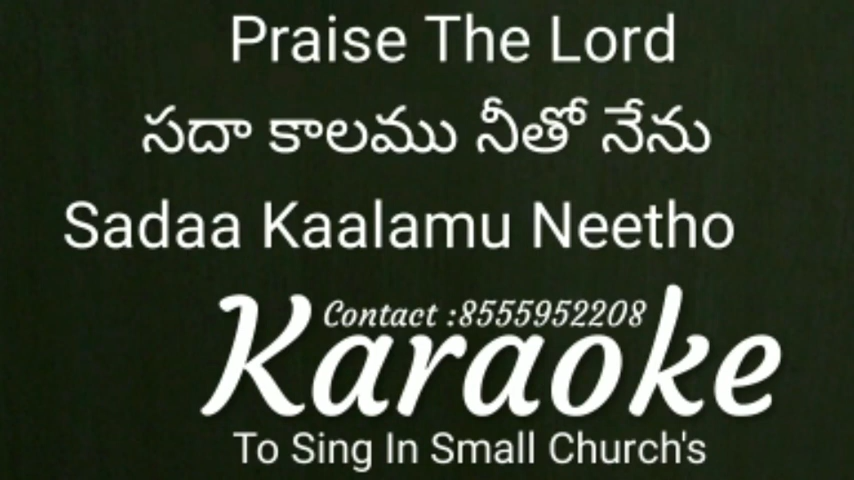 Praise The Lord
సదా కాలము నీతో నేను
Sadaa Kaalamu Neetho
Contact :8555952208
Karaoke
To Sing In Small Church's